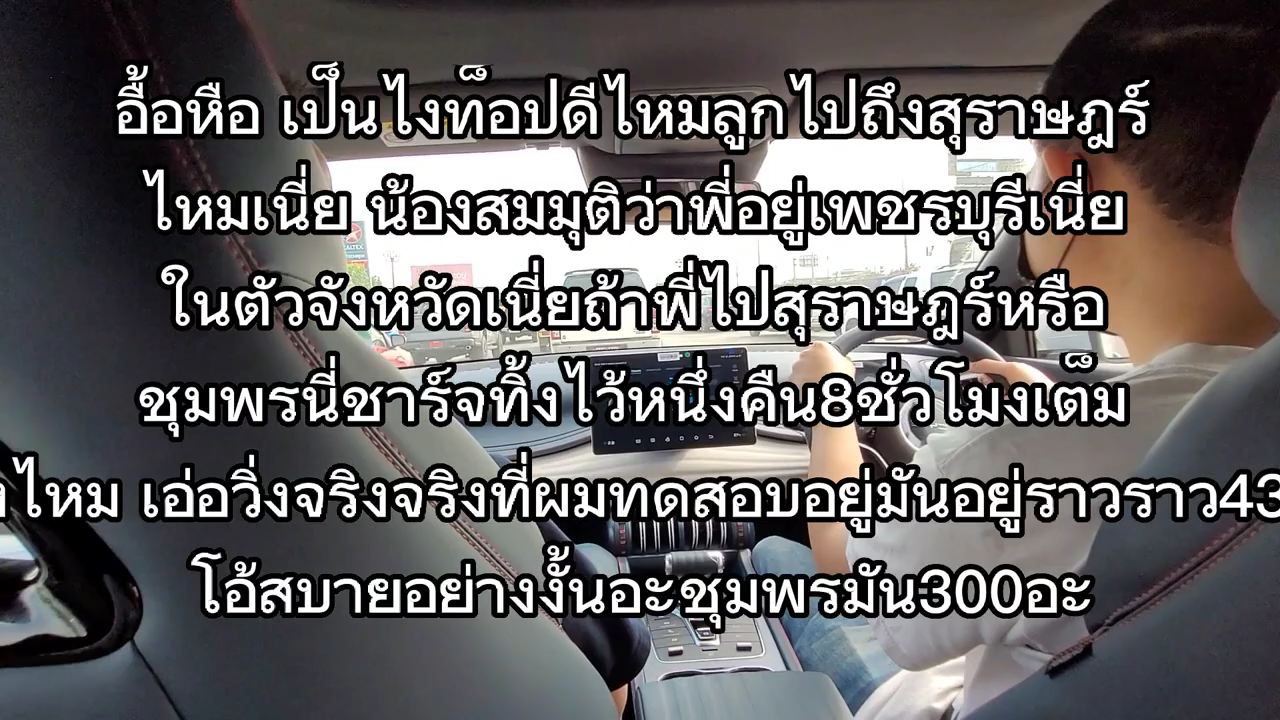 อื้อหือ เป็นไงท็อปดีไหมลูกไปถึงสุราษฎร์
ไหมเนี่ย น้องสมมุติว่าพี่อยู่เพชรบุรีเนี่ย
ในตัวจังหวัดเนี่ยถ้าพี่ไปสุราษฎร์หรือ
ชุมพรนี่ชาร์จทิ้งไว้หนึ่งคืน8ชั่วโมงเต็ม
ไหม เอ่อวิ่งจริงจริงที่ผมทดสอบอยู่มันอยู่ราวราว43
โอ้สบายอย่างงั้นอะชุมพรมัน300อะ